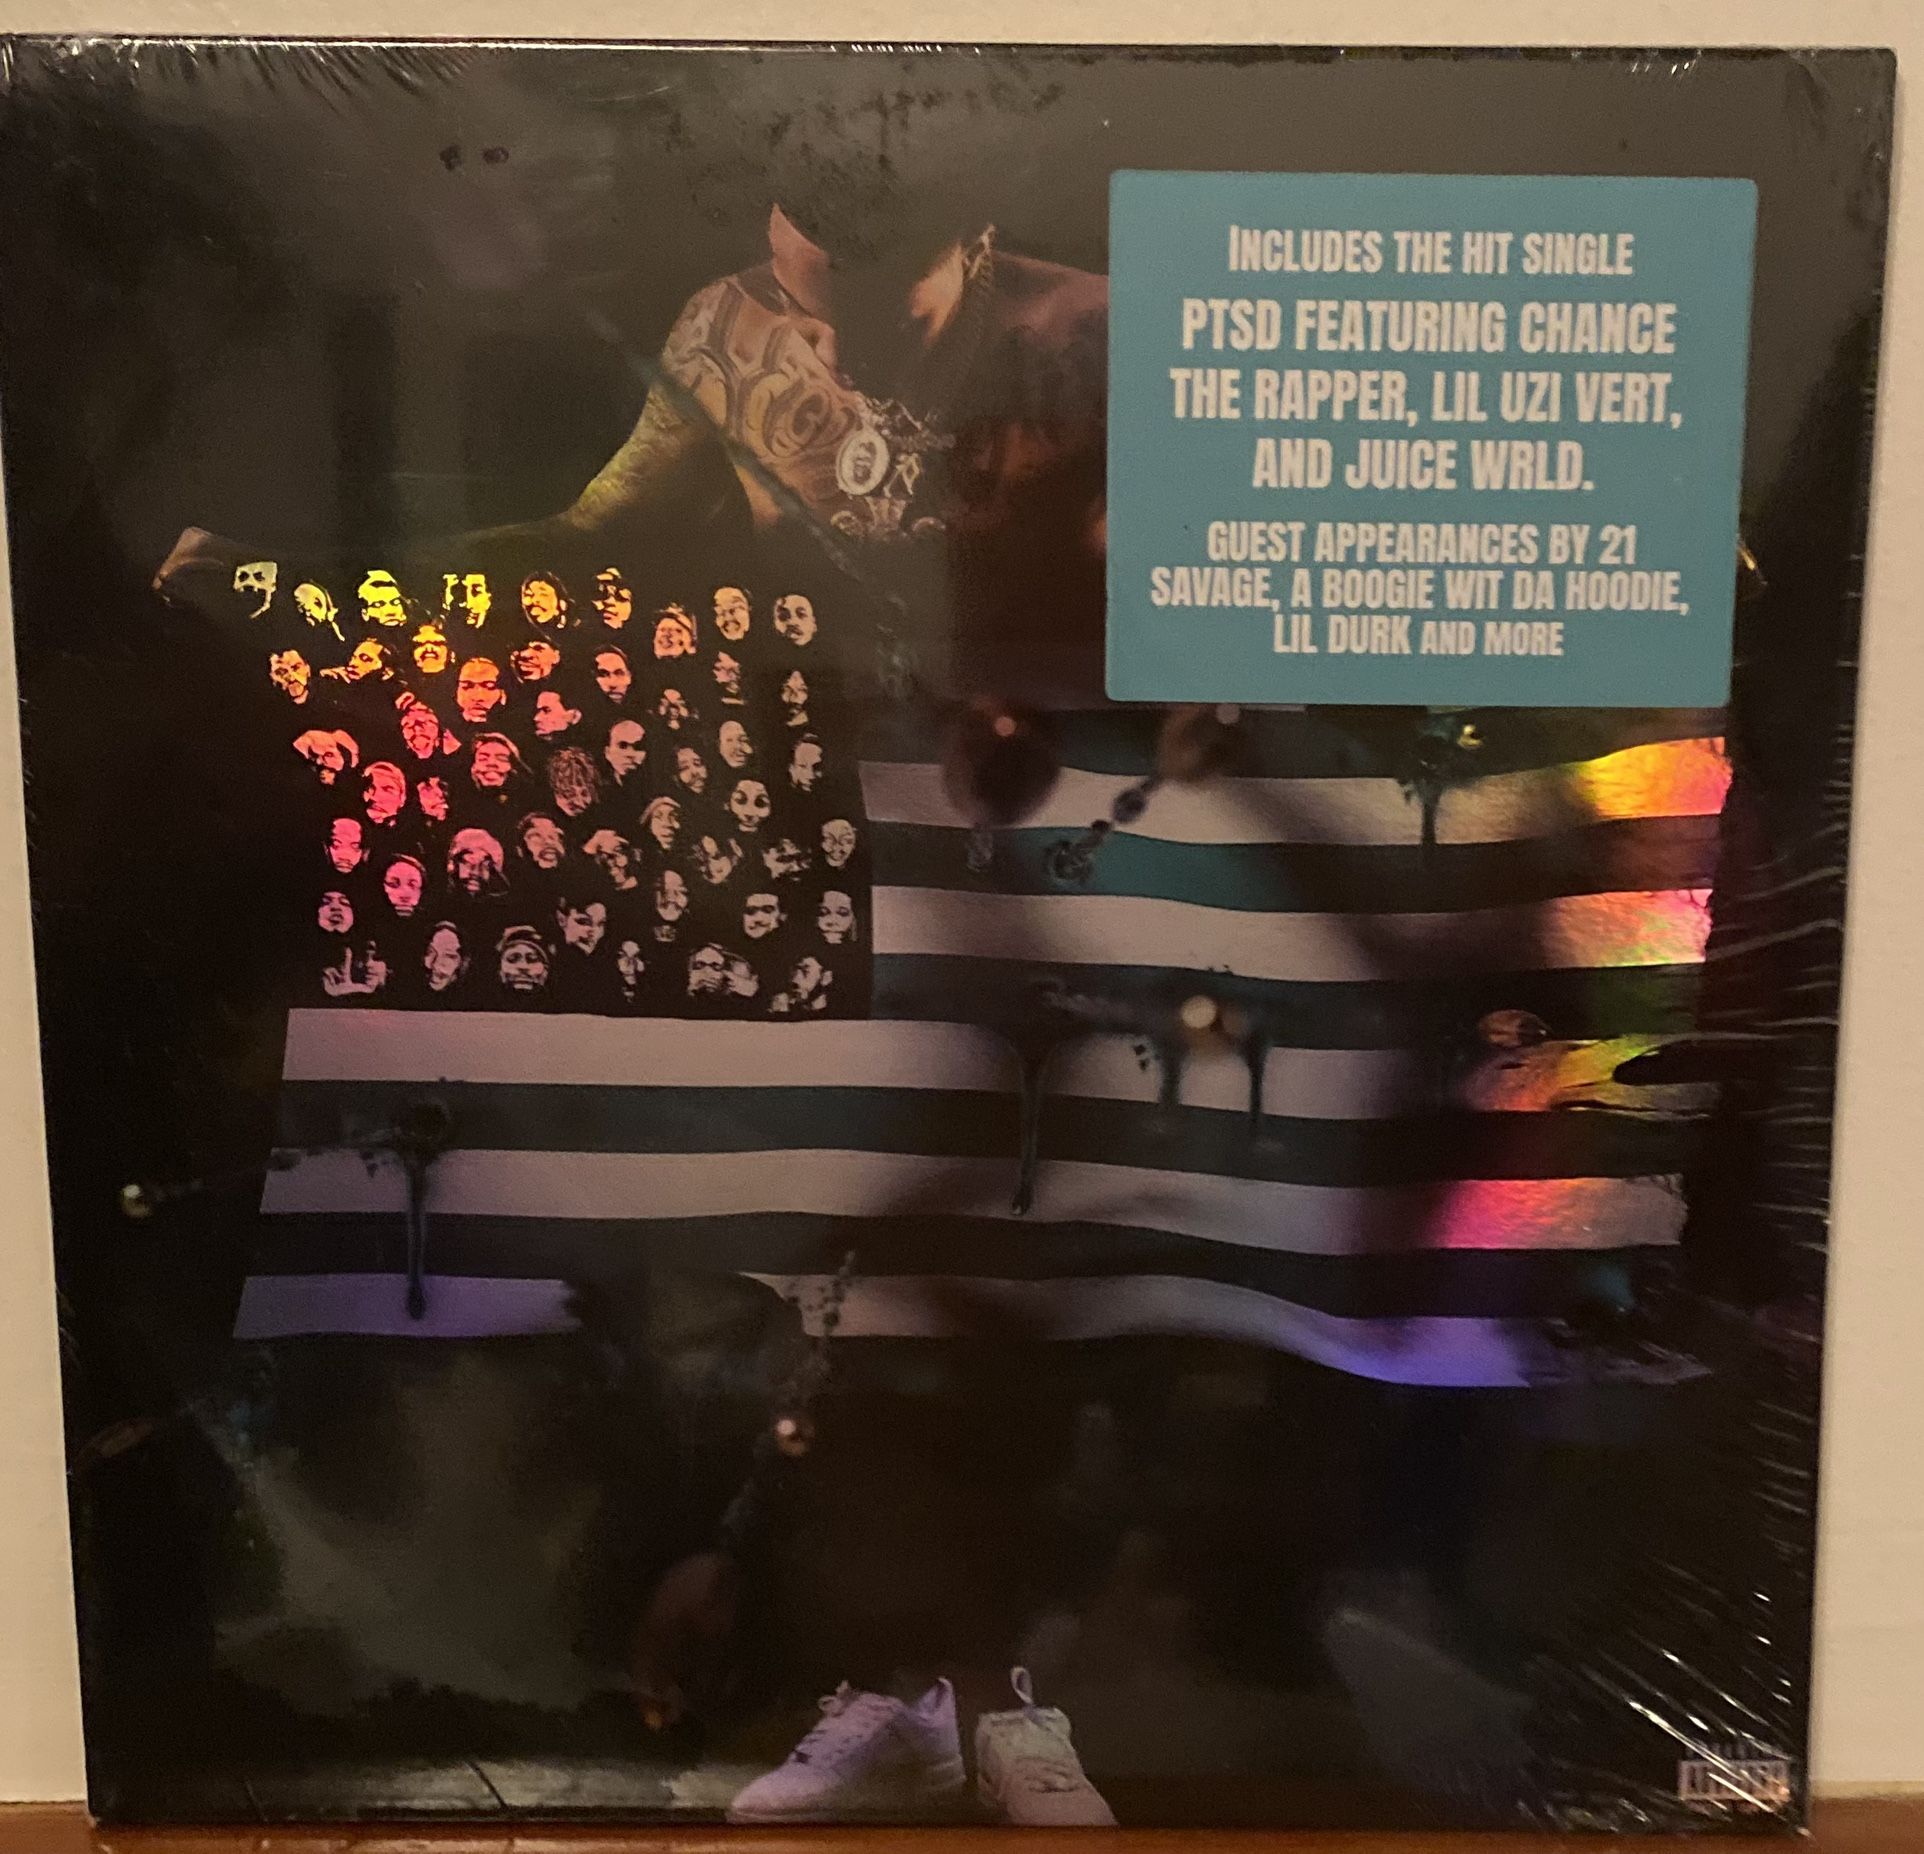 INCLUDES THE HIT SINGLE
PTSD FEATURING CHANCE
THE RAPPER, LIL UZI VERT,
AND JUICE WRLD.
GUEST APPEARANCES BY 21
SAVAGE, A BOOGIE WIT DA HOODIE,
LIL DURK AND MORE